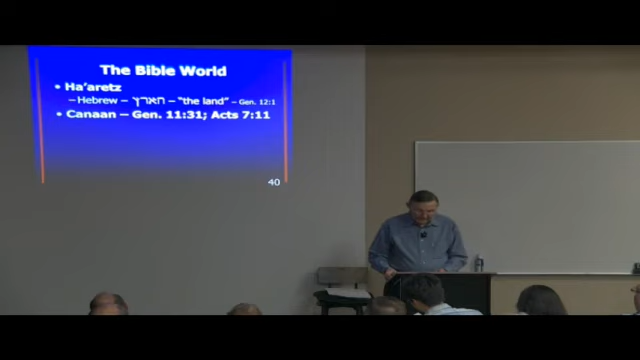 The Bible World
• Ha'aretz
–Hebrew – הארץ – "the land" – Gen. 12:1
• Canaan – Gen. 11:31; Acts 7:11
40